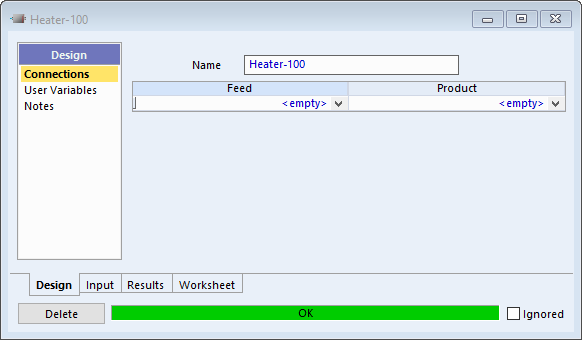 Heater-100
Design
Connections
User Variables
Notes
Name Heater-100
Feed Product
<empty> <empty>
Design Input Results Worksheet
Delete OK Ignored